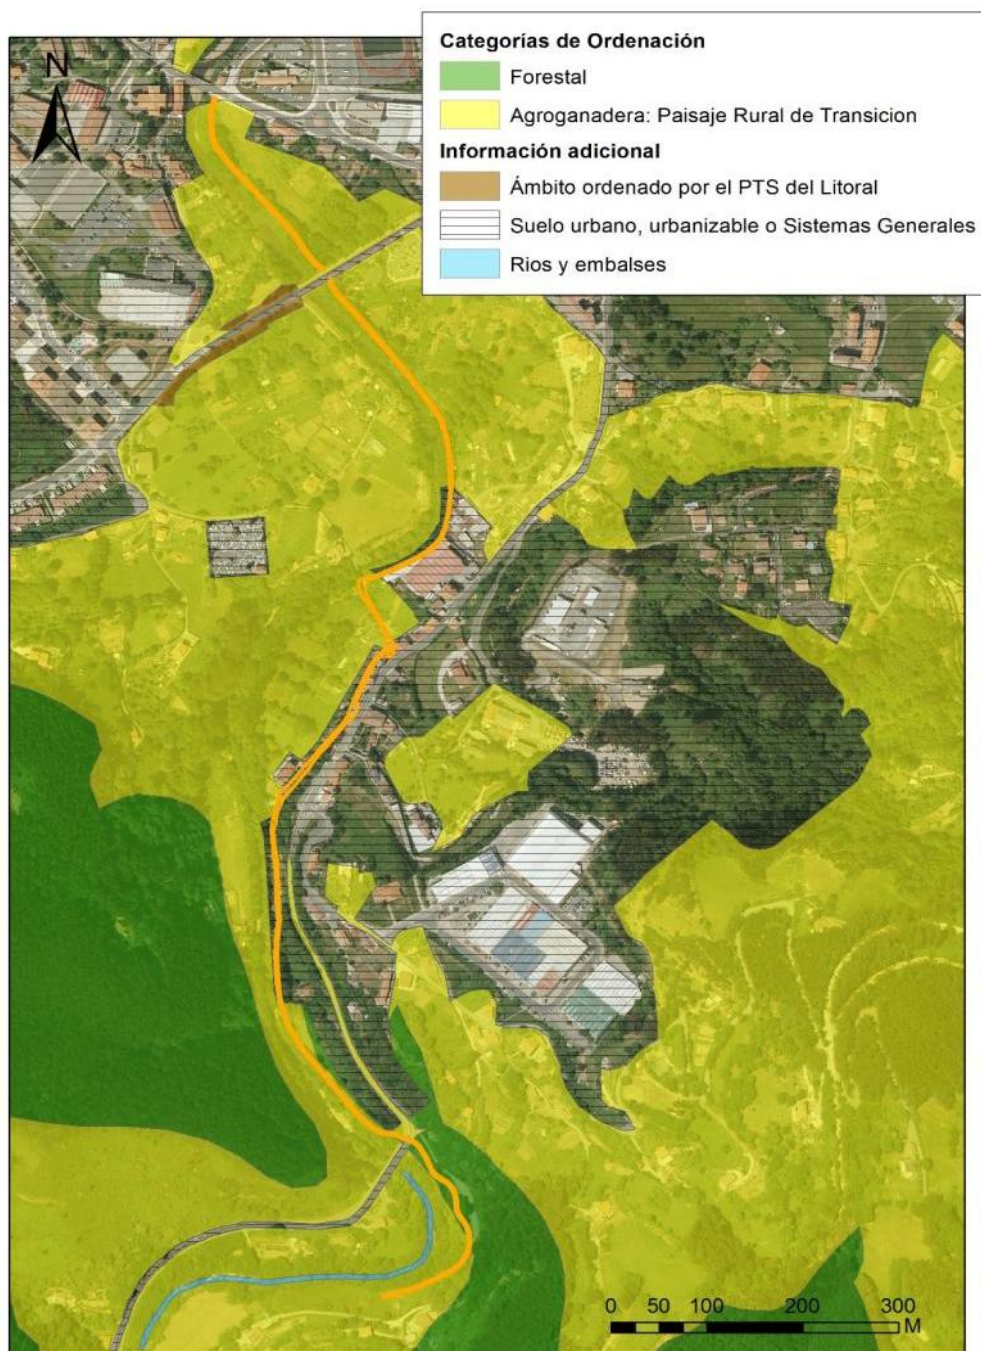 Categorías de Ordenación
Forestal
Agroganadera: Paisaje Rural de Transicion
Información adicional
Ámbito ordenado por el PTS del Litoral
Suelo urbano, urbanizable o Sistemas Generales
Rios y embalses
N
0 50 100 200 300
M